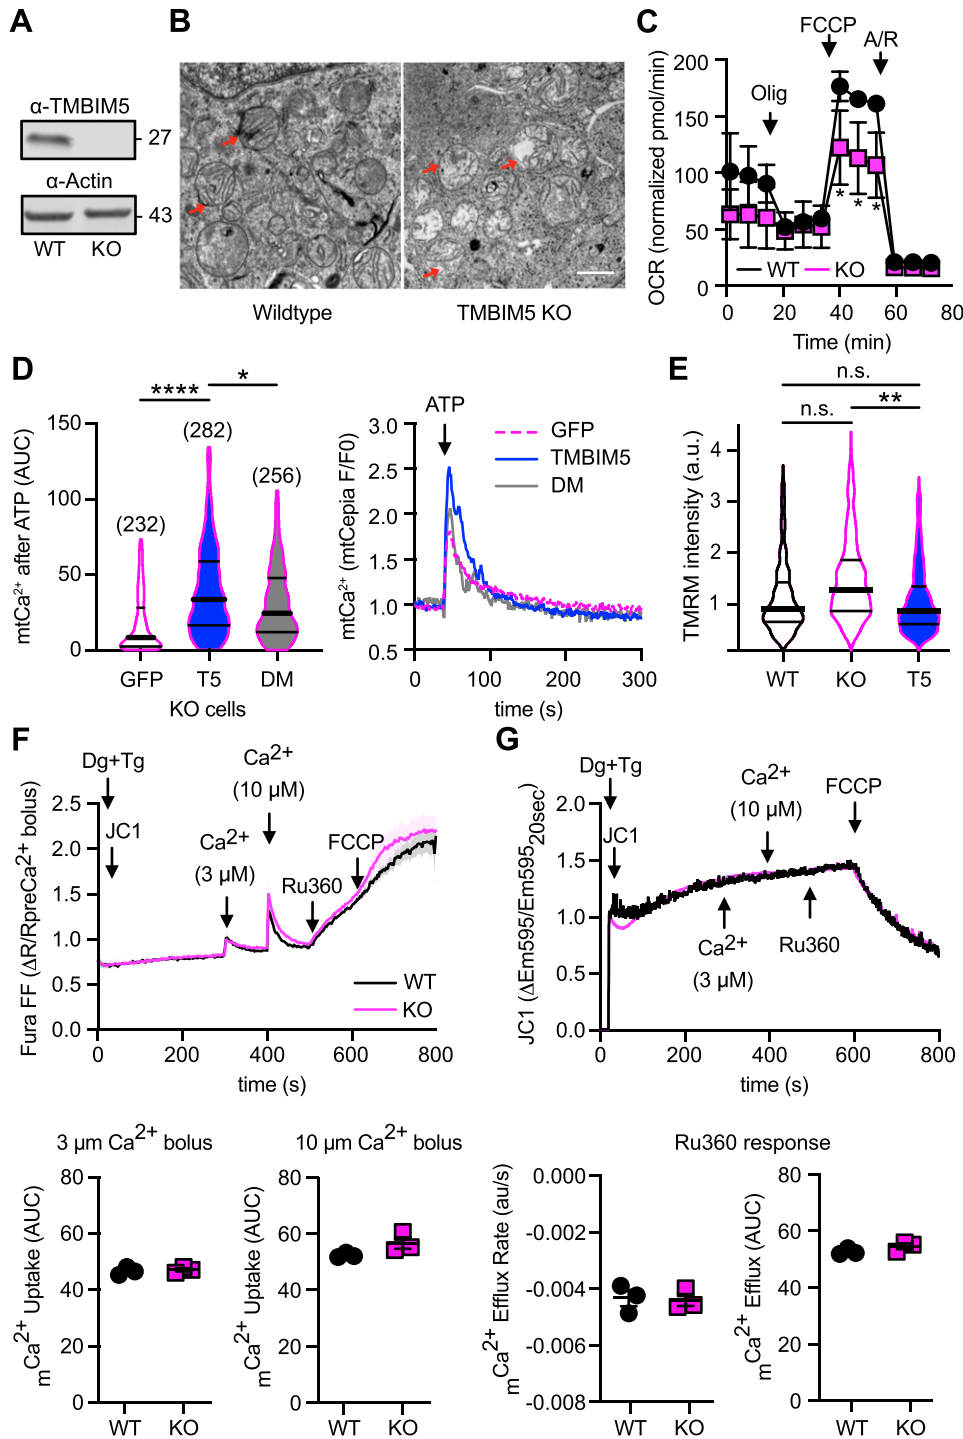 A
α-TMBIM5
27
α-Actin
43
WT KO
B
Wildtype
TMBIM5 KO
C
FCCP
A/R
Olig
OCR (normalized pmol/min)
200
150
100
50
0
WT KO
* * *
0 20 40 60 80
Time (min)
D
**** *
mtCa²⁺ after ATP (AUC)
150
100
50
0
(232)
(282)
(256)
GFP T5 DM
KO cells
ATP
mtCa²⁺ (mtCepia F/F0)
3.0
2.5
2.0
1.5
1.0
0.5
GFP
TMBIM5
DM
0 100 200 300
time (s)
E
n.s.
n.s. **
TMRM intensity (a.u.)
4
2
1
WT KO T5
F
Dg+Tg
JC1
Ca²⁺
(3 µM)
Ca²⁺
(10 µM)
Ru360
FCCP
Fura FF (ΔR/RpreCa²⁺ bolus)
2.5
2.0
1.5
1.0
0.5
0.0
WT
KO
0 200 400 600 800
time (s)
G
Dg+Tg
JC1
Ca²⁺
(10 µM)
FCCP
Ca²⁺
(3 µM)
Ru360
JC1 (ΔEm595/Em595²⁰ˢᵉᶜ)
2.0
1.5
1.0
0.5
0.0
0 200 400 600 800
time (s)
3 µm Ca²⁺ bolus
mCa²⁺ Uptake (AUC)
80
60
40
20
0
WT KO
10 µm Ca²⁺ bolus
mCa²⁺ Uptake (AUC)
80
60
40
20
0
WT KO
Ru360 response
mCa²⁺ Efflux Rate (au/s)
-0.000
-0.002
-0.004
-0.006
-0.008
WT KO
mCa²⁺ Efflux (AUC)
80
60
40
20
0
WT KO